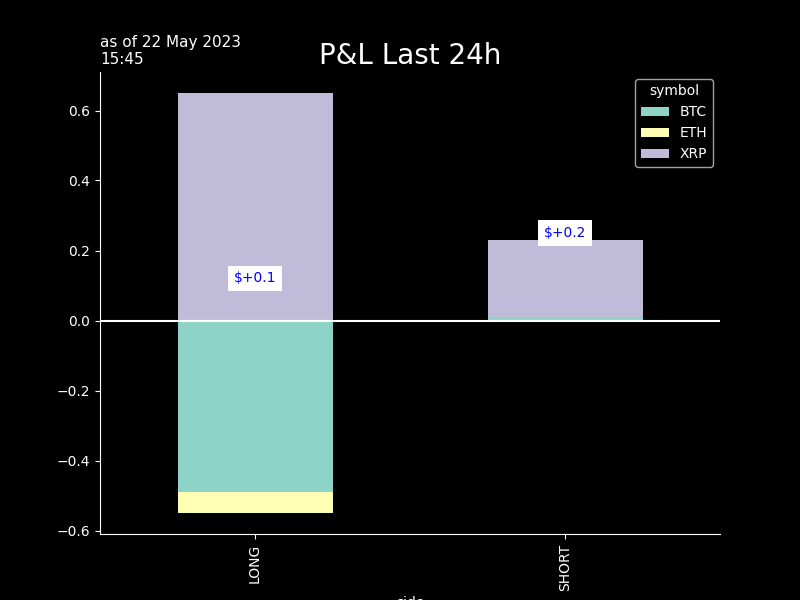 as of 22 May 2023
15:45
P&L Last 24h
symbol
BTC
ETH
XRP
0.6
0.4
0.2
0.0
−0.2
−0.4
−0.6
$+0.1
$+0.2
LONG
SHORT